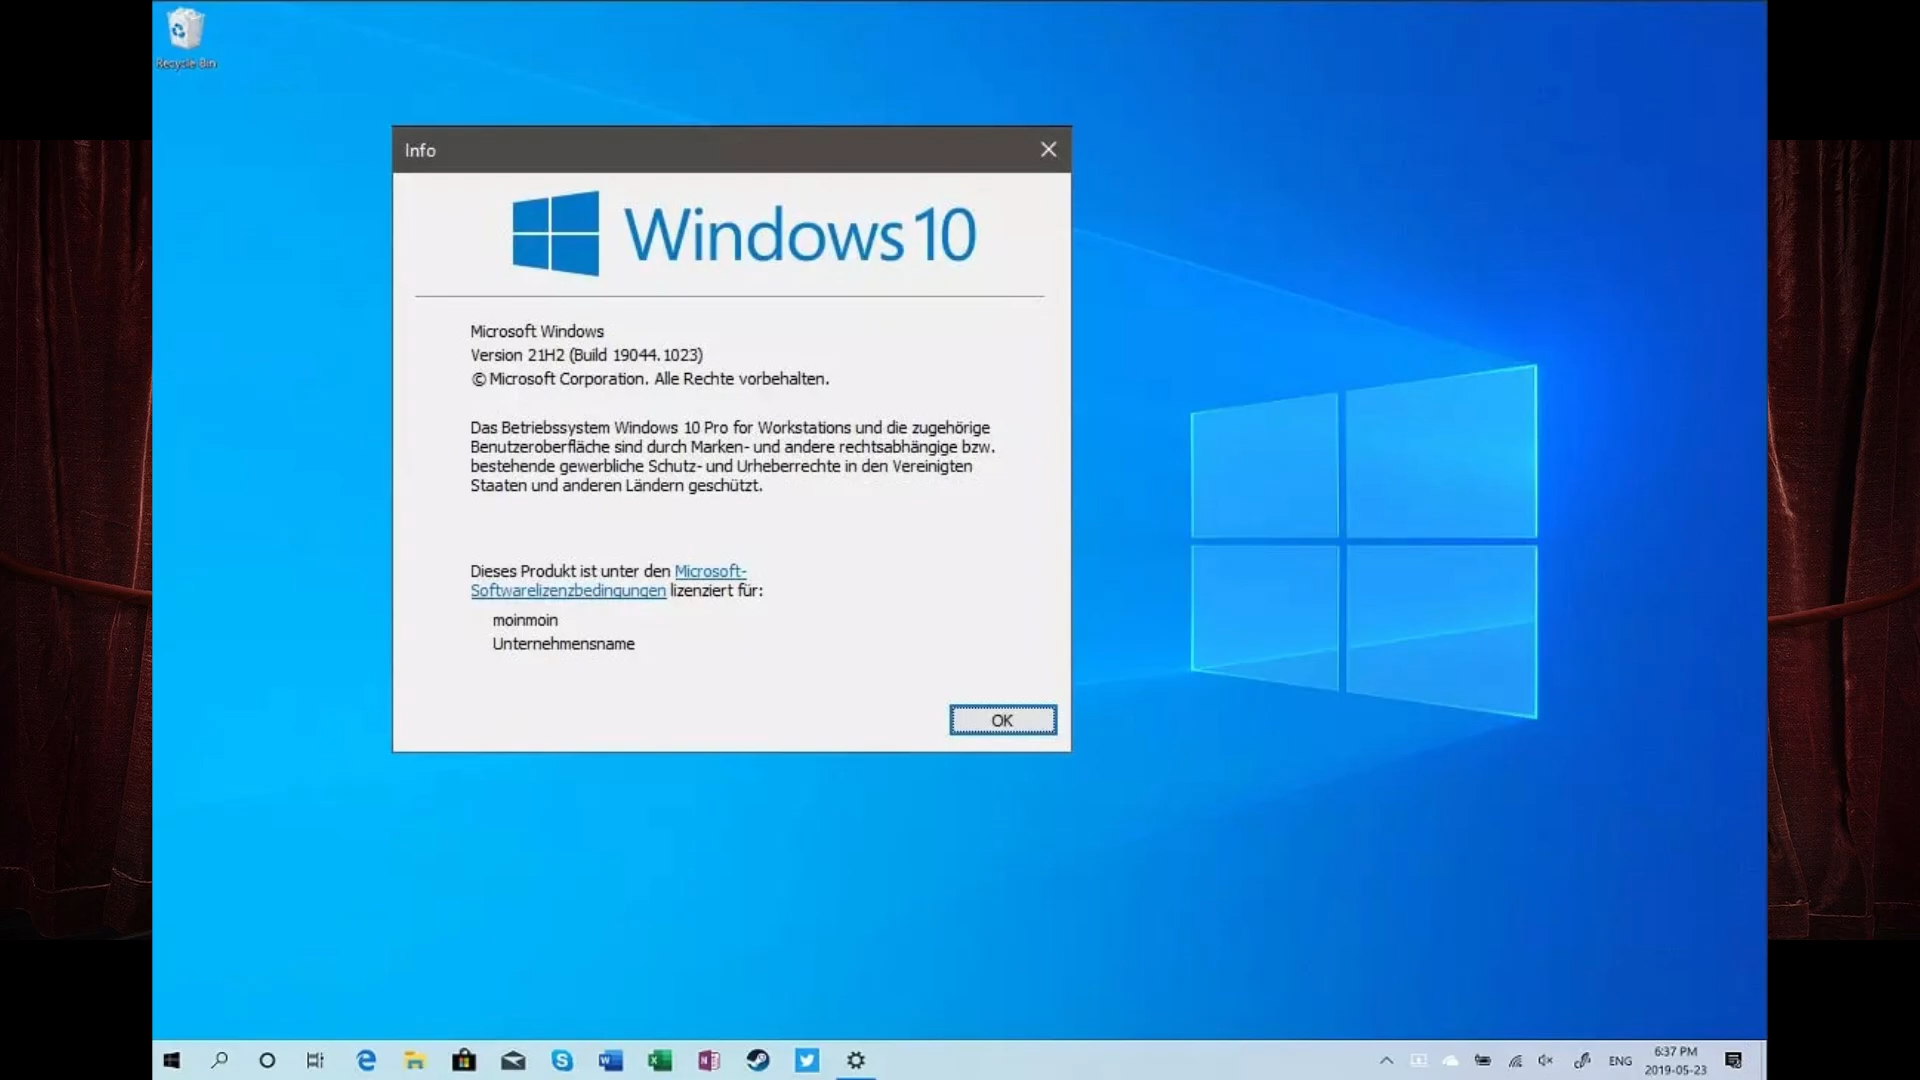 Recycle Bin
Info
Windows 10
Microsoft Windows
Version 21H2 (Build 19044.1023)
© Microsoft Corporation. Alle Rechte vorbehalten.
Das Betriebssystem Windows 10 Pro for Workstations und die zugehörige
Benutzeroberfläche sind durch Marken- und andere rechtsabhängige bzw.
bestehende gewerbliche Schutz- und Urheberrechte in den Vereinigten
Staaten und anderen Ländern geschützt.
Dieses Produkt ist unter den Microsoft-
Softwarelizenzbedingungen lizenziert für:
moinmoin
Unternehmensname
OK
ENG
6:37 PM
2019-05-23